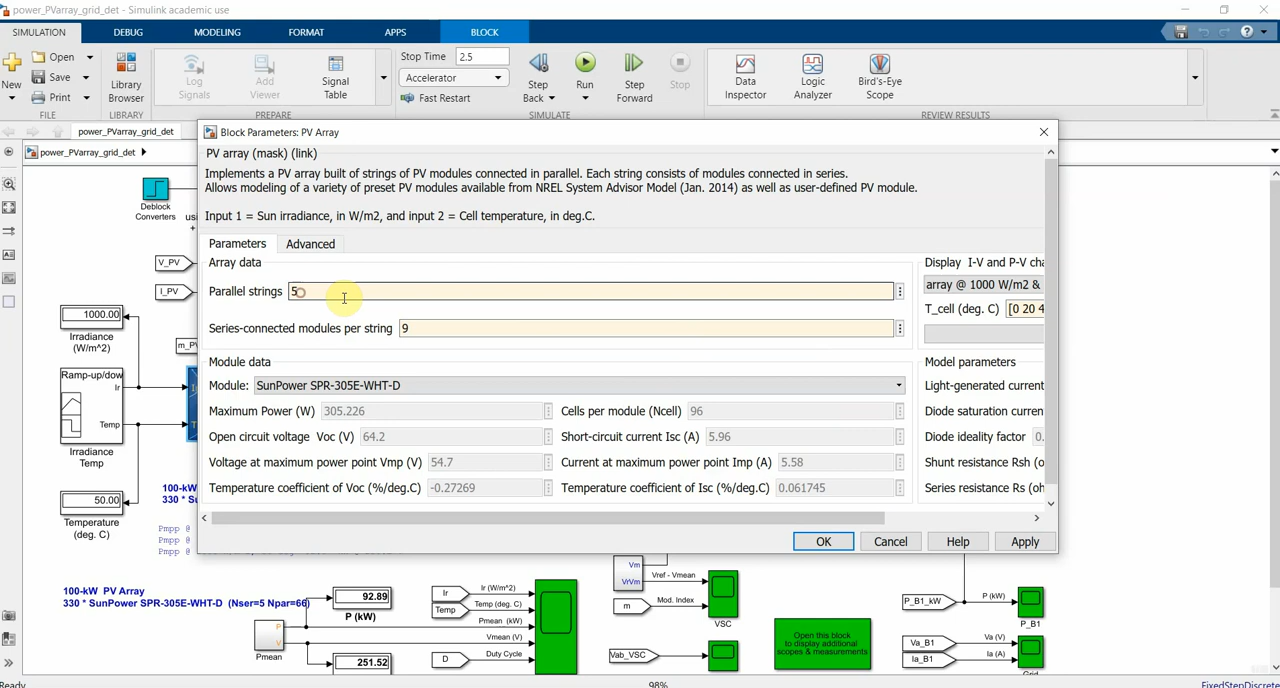 power_PVarray_grid_det - Simulink academic use
SIMULATION
DEBUG
MODELING
FORMAT
APPS
BLOCK
New
Open
Save
Print
FILE
Library Browser
LIBRARY
Log Signals
Add Viewer
Signal Table
PREPARE
Stop Time 2.5
Accelerator
Fast Restart
Step Back
Run
Step Forward
Stop
SIMULATE
Data Inspector
Logic Analyzer
Bird's-Eye Scope
REVIEW RESULTS
power_PVarray_grid_det
power_PVarray_grid_det
Block Parameters: PV Array
PV array (mask) (link)
Implements a PV array built of strings of PV modules connected in parallel. Each string consists of modules connected in series.
Allows modeling of a variety of preset PV modules available from NREL System Advisor Model (Jan. 2014) as well as user-defined PV module.
Input 1 = Sun irradiance, in W/m2, and input 2 = Cell temperature, in deg.C.
Parameters
Advanced
Array data
Parallel strings 5
Series-connected modules per string 9
Display I-V and P-V cha
array @ 1000 W/m2 &
T_cell (deg. C) [0 20 4
Module data
Module: SunPower SPR-305E-WHT-D
Maximum Power (W) 305.226
Cells per module (Ncell) 96
Open circuit voltage Voc (V) 64.2
Short-circuit current Isc (A) 5.96
Voltage at maximum power point Vmp (V) 54.7
Current at maximum power point Imp (A) 5.58
Temperature coefficient of Voc (%/deg.C) -0.27269
Temperature coefficient of Isc (%/deg.C) 0.061745
Model parameters
Light-generated current
Diode saturation curren
Diode ideality factor 0.
Shunt resistance Rsh (o
Series resistance Rs (oh
OK
Cancel
Help
Apply
Deblock
Converters
V_PV
I_PV
1000.00
Irradiance
(W/m^2)
m_P
Ramp-up/dow
Ir
Temp
Irradiance
Temp
50.00
Temperature
(deg. C)
100-k
330 * S
Pmpp @
Pmpp @
Pmpp @
100-kW PV Array
330 * SunPower SPR-305E-WHT-D (Nser=5 Npar=66)
92.89
P (kW)
P
V
Pmean
251.52
Ir
Ir (W/m^2)
Temp
Temp (deg. C)
Pmean (kW)
Vmean (V)
D
Duty Cycle
Vm
VrVm
Vref - Vmean
m
Mod. Index
VSC
Vab_VSC
Open this block
to display additional
scopes & measurements
P_B1_kW
P (kW)
P_B1
Va_B1
Va (V)
Ia_B1
Ia (A)
Grid
Ready
98%
FixedStepDiscrete